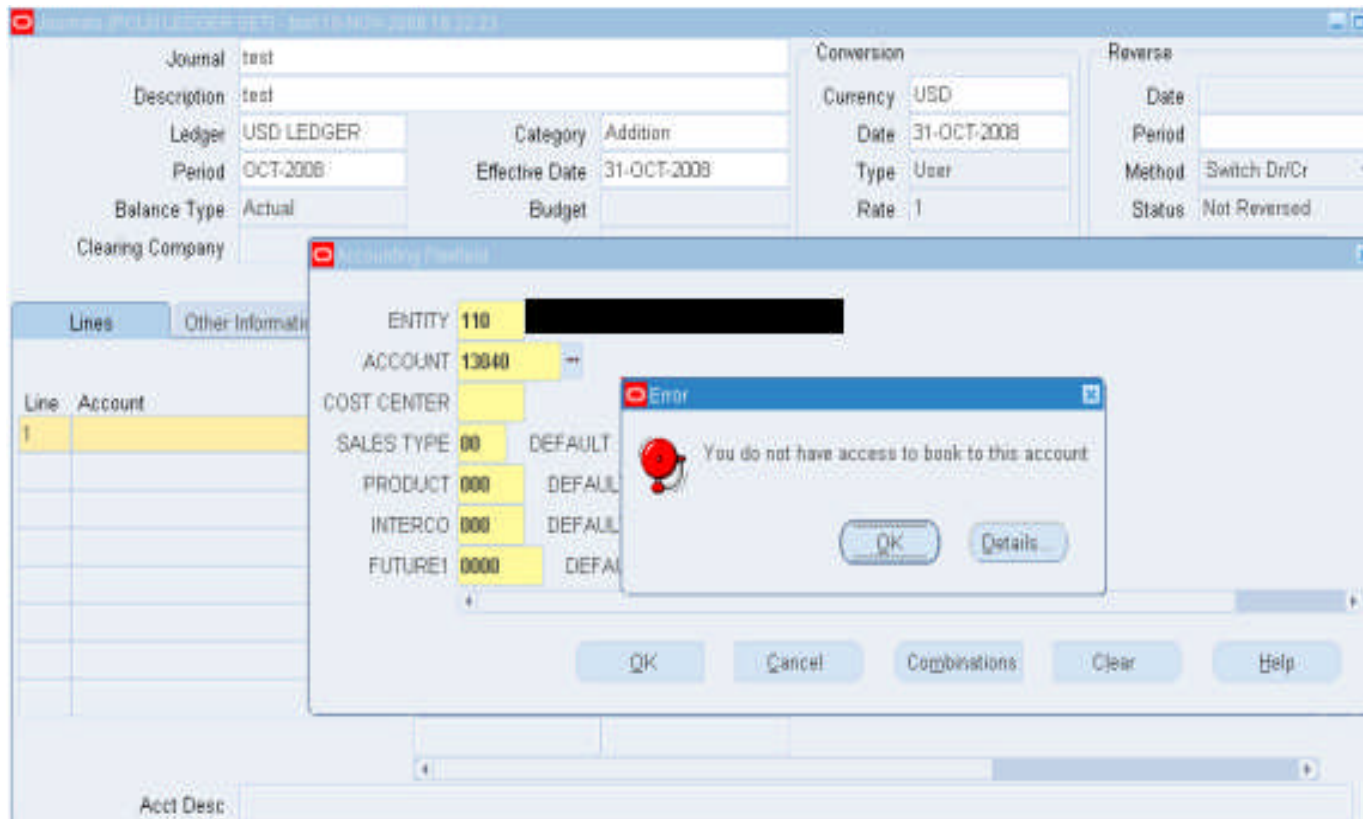 Journal test
Conversion
Reverse
Description test
Currency USD
Date
Ledger USD LEDGER
Category Addition
Date 31-OCT-2008
Period
Period OCT-2008
Effective Date 31-OCT-2008
Type User
Method Switch Dr/Cr
Balance Type Actual
Budget
Rate 1
Status Not Reversed
Clearing Company
Accounting Flexfield
Lines
Other Informatio
ENTITY 110
ACCOUNT 13040
Line Account
COST CENTER
Error
1
SALES TYPE 00 DEFAULT
You do not have access to book to this account
PRODUCT 000 DEFAUL
INTERCO 000 DEFAUL
OK
Details...
FUTURE1 0000 DEFAU
OK
Cancel
Combinations
Clear
Help
Acct Desc